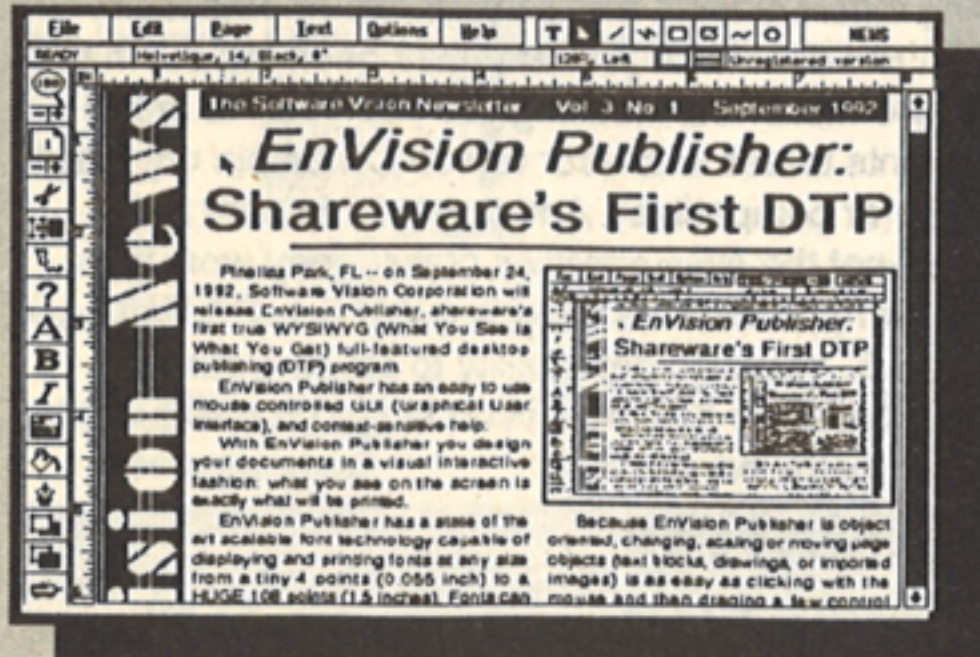 File Edit Page Text Options Help T NEWS
READY Helvetique, 14, Black, 0° 120%, Left Unregistered version
The Software Vision Newsletter Vol. 3 No. 1 September 1992
EnVision Publisher:
Shareware's First DTP
ision News
Pinellas Park, FL -- on September 24,
1992, Software Vision Corporation will
release EnVision Publisher, shareware's
first true WYSIWYG (What You See Is
What You Get) full-featured desktop
publishing (DTP) program.
EnVision Publisher has an easy to use
mouse controlled GUI (Graphical User
Interface), and context-sensitive help.
With EnVision Publisher you design
your documents in a visual interactive
fashion: what you see on the screen is
exactly what will be printed.
EnVision Publisher has a state of the
art scalable font technology capable of
displaying and printing fonts at any size
from a tiny 4 points (0.055 inch) to a
HUGE 108 points (1.5 inches). Fonts can
EnVision Publisher:
Shareware's First DTP
Because EnVision Publisher is object
oriented, changing, scaling or moving page
objects (text blocks, drawings, or imported
images) is as easy as clicking with the
mouse and then draging a few control
?
A
B
I